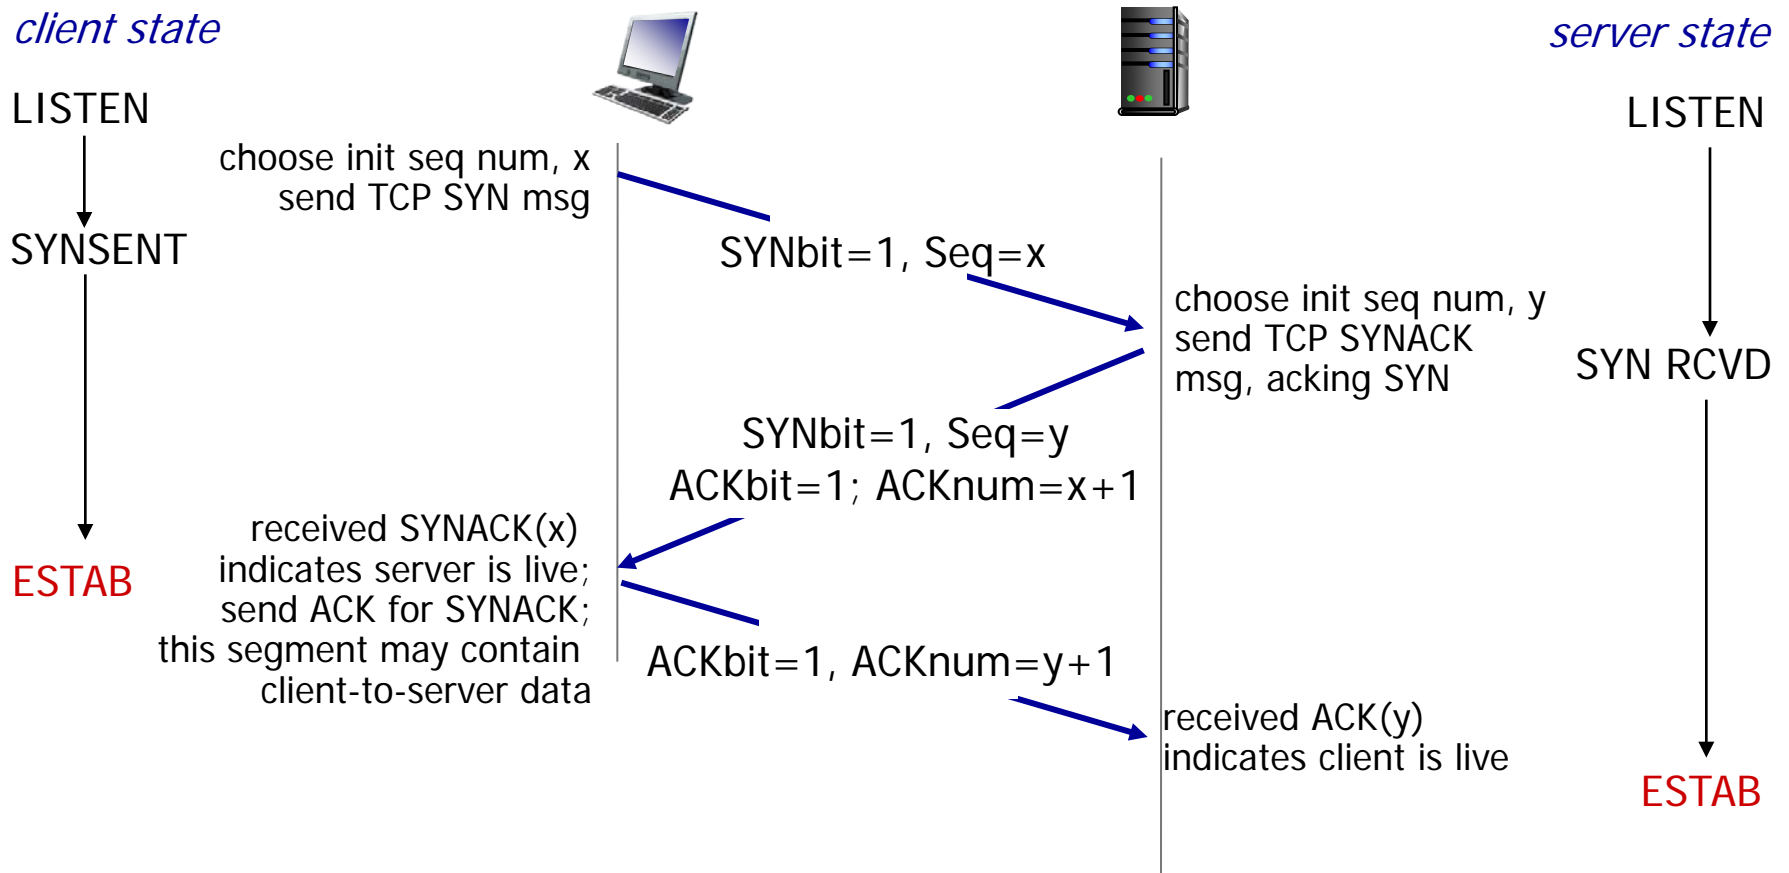 client state
server state
LISTEN
LISTEN
choose init seq num, x
send TCP SYN msg
SYNSENT
SYNbit=1, Seq=x
choose init seq num, y
send TCP SYNACK
msg, acking SYN
SYN RCVD
SYNbit=1, Seq=y
ACKbit=1; ACKnum=x+1
received SYNACK(x)
indicates server is live;
send ACK for SYNACK;
this segment may contain
client-to-server data
ESTAB
ACKbit=1, ACKnum=y+1
received ACK(y)
indicates client is live
ESTAB